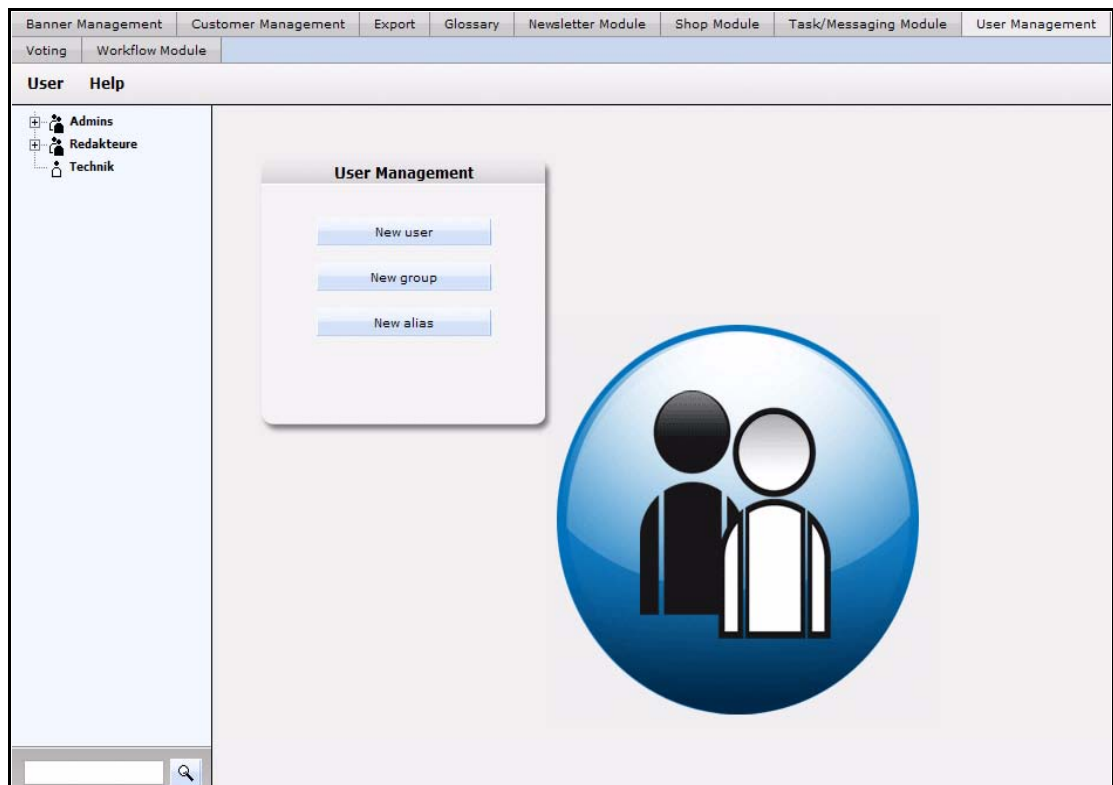 Banner Management Customer Management Export Glossary Newsletter Module Shop Module Task/Messaging Module User Management
Voting Workflow Module
User Help
Admins
Redakteure
Technik
User Management
New user
New group
New alias